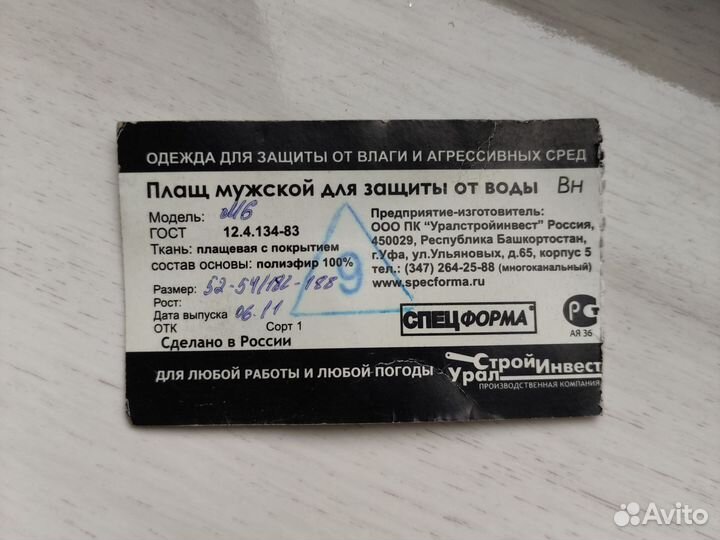 ОДЕЖДА ДЛЯ ЗАЩИТЫ ОТ ВЛАГИ И АГРЕССИВНЫХ СРЕД
Плащ мужской для защиты от воды Вн
Модель: М6
ГОСТ 12.4.134-83
Ткань: плащевая с покрытием
состав основы: полиэфир 100%
Размер: 52-54/182-188
Рост:
Дата выпуска 06.11
ОТК Сорт 1
Сделано в России
9
Предприятие-изготовитель:
ООО ПК "Уралстройинвест" Россия,
450029, Республика Башкортостан,
г.Уфа, ул.Ульяновых, д.65, корпус 5
тел.: (347) 264-25-88 (многоканальный)
www.specforma.ru
СПЕЦФОРМА®
РСТ
АЯ 36
ДЛЯ ЛЮБОЙ РАБОТЫ И ЛЮБОЙ ПОГОДЫ
Строй
Урал Инвест
ПРОИЗВОДСТВЕННАЯ КОМПАНИЯ
Avito